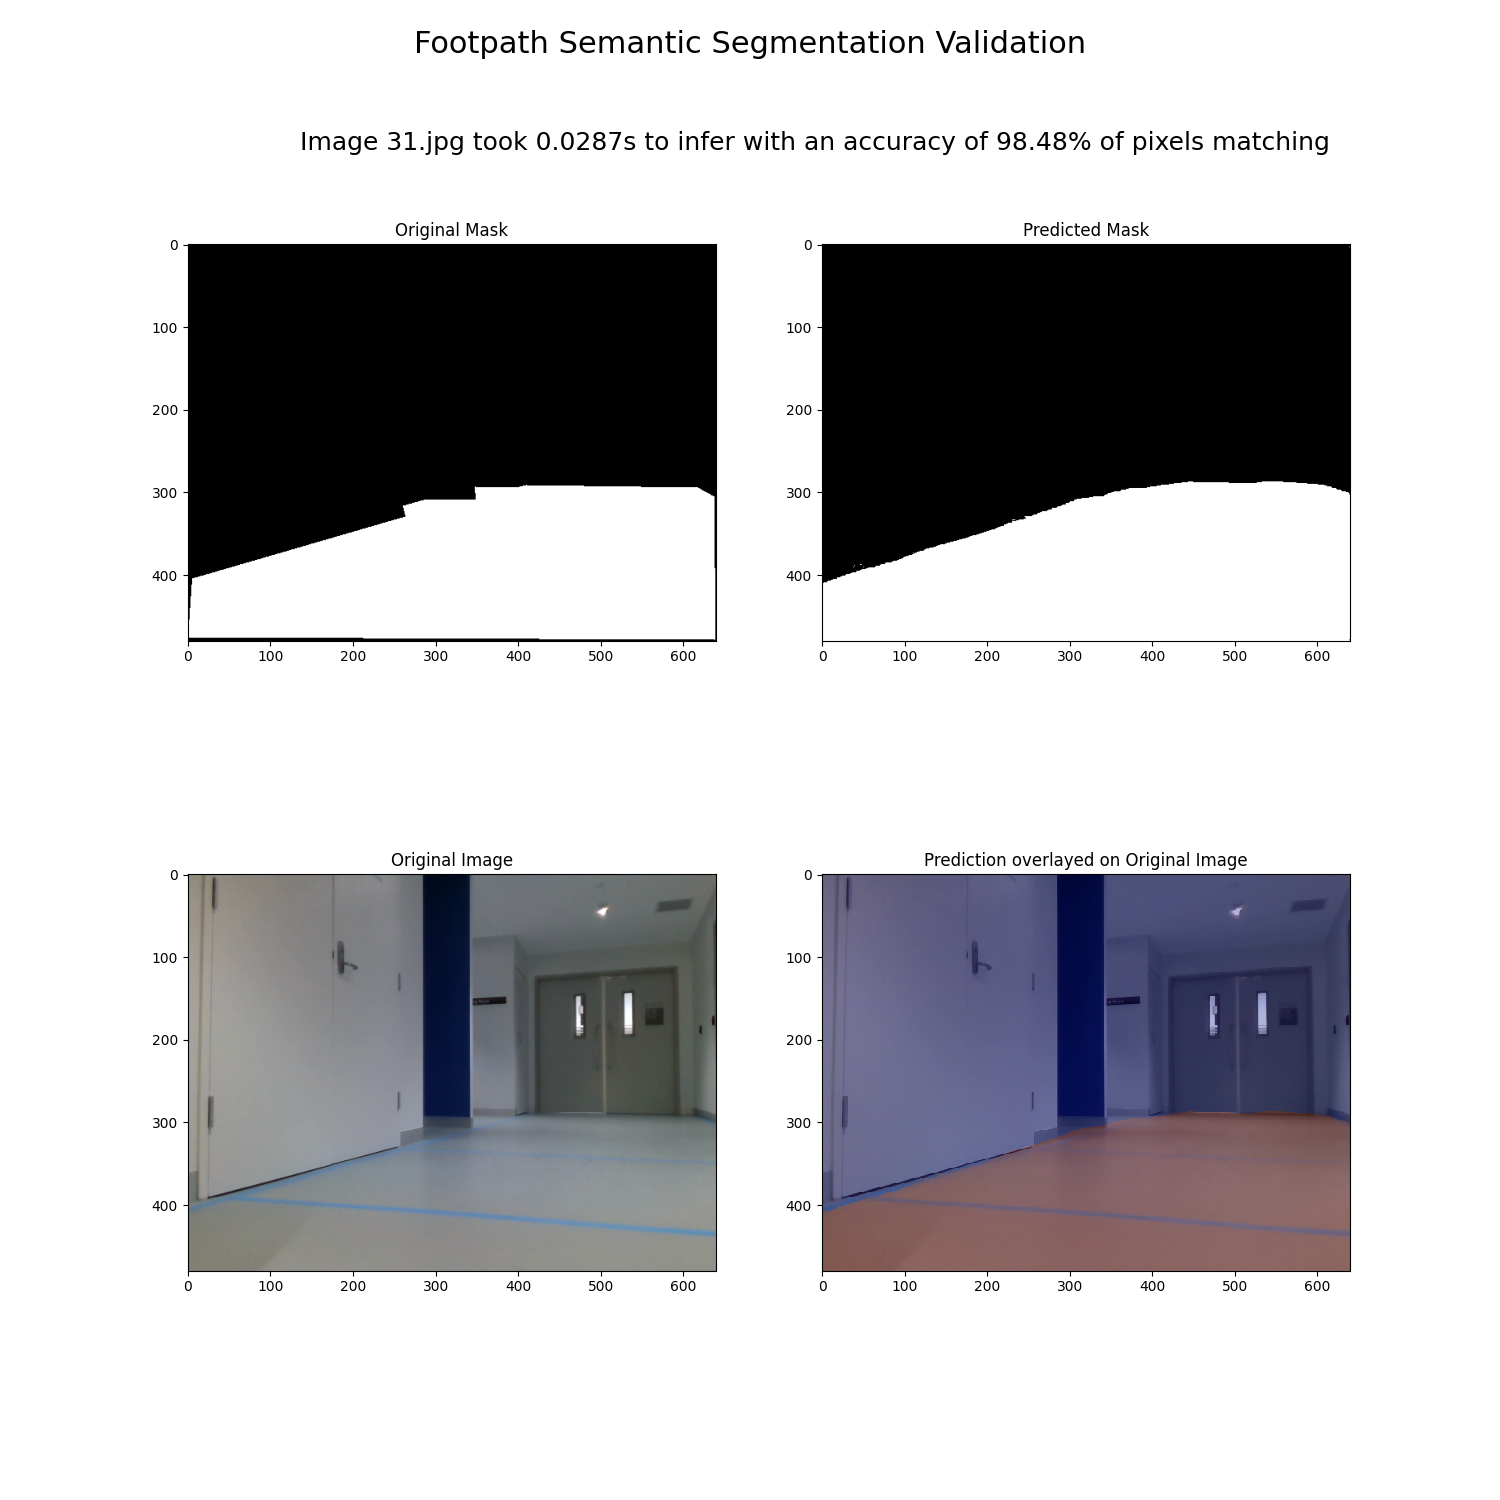 Footpath Semantic Segmentation Validation
Image 31.jpg took 0.0287s to infer with an accuracy of 98.48% of pixels matching
Original Mask
0
100
200
300
400
0 100 200 300 400 500 600
Predicted Mask
0
100
200
300
400
0 100 200 300 400 500 600
Original Image
0
100
200
300
400
0 100 200 300 400 500 600
Prediction overlayed on Original Image
0
100
200
300
400
0 100 200 300 400 500 600